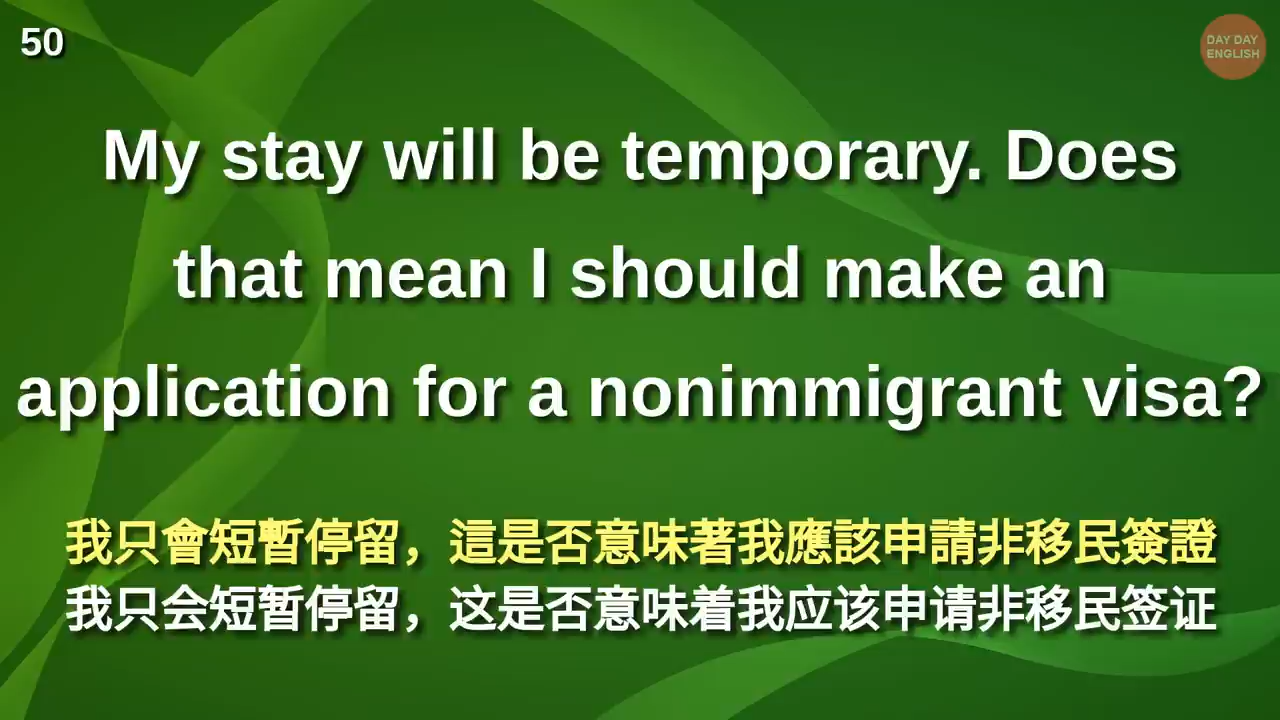 50
DAY DAY
ENGLISH
My stay will be temporary. Does
that mean I should make an
application for a nonimmigrant visa?
我只會短暫停留，這是否意味著我應該申請非移民簽證
我只会短暂停留，这是否意味着我应该申请非移民签证